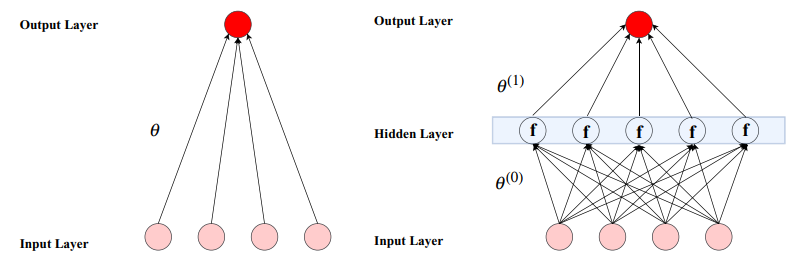 Output Layer
θ
Input Layer
Output Layer
θ(1)
Hidden Layer
f f f f f
θ(0)
Input Layer